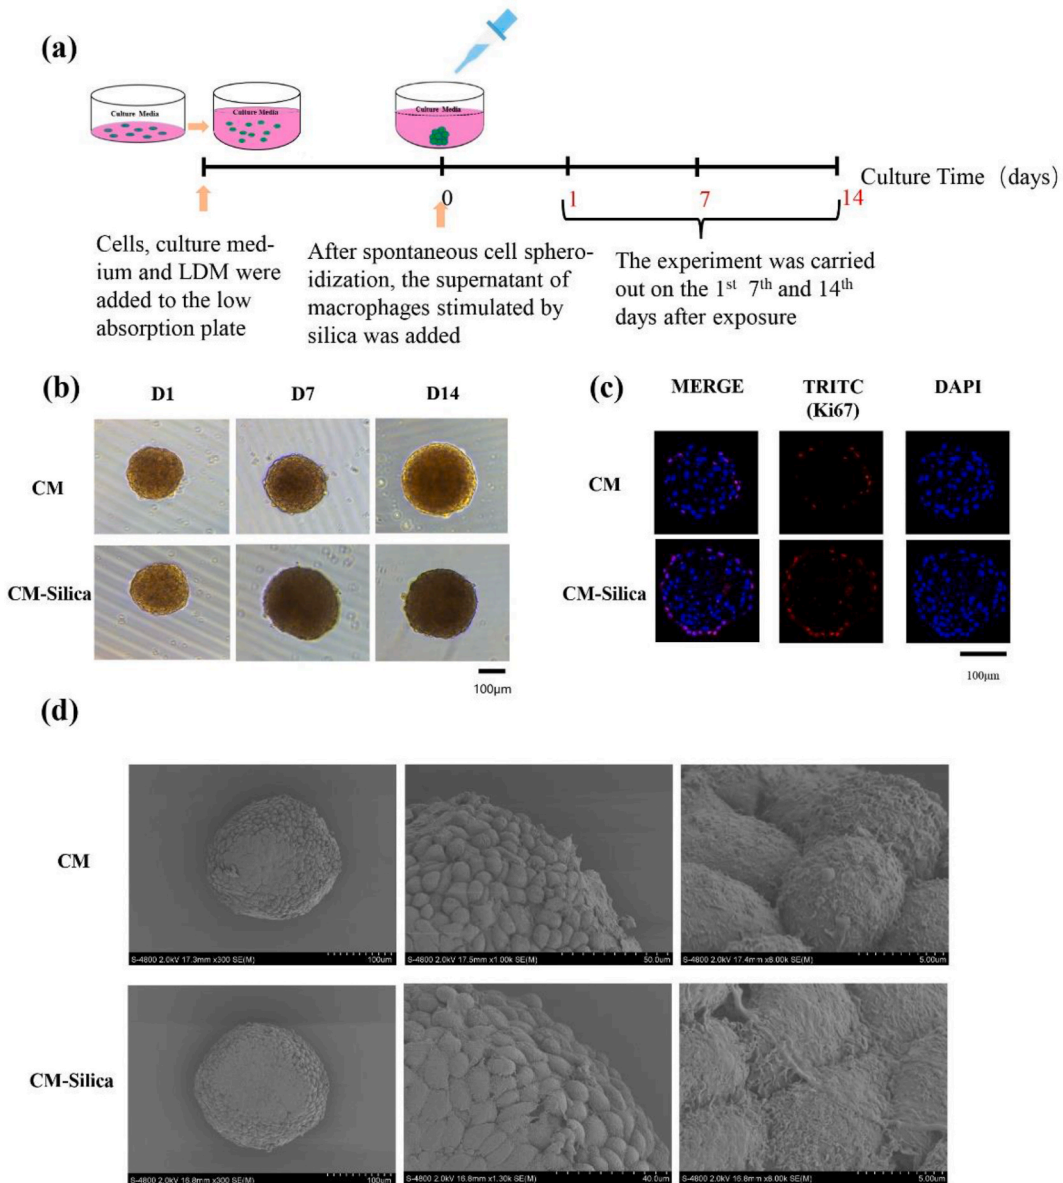 (a)
Culture Media
Culture Media
Culture Media
0
1
7
14
Culture Time（days）
Cells, culture med-
ium and LDM were
added to the low
absorption plate
After spontaneous cell sphero-
idization, the supernatant of
macrophages stimulated by
silica was added
The experiment was carried
out on the 1st 7th and 14th
days after exposure
(b)
D1
D7
D14
CM
CM-Silica
100μm
(c)
MERGE
TRITC
(Ki67)
DAPI
CM
CM-Silica
100μm
(d)
CM
S-4800 2.0kV 17.3mm x300 SE(M)
100um
S-4800 2.0kV 17.5mm x1.00k SE(M)
50.0um
S-4800 2.0kV 17.4mm x8.00k SE(M)
5.00um
CM-Silica
S-4800 2.0kV 16.8mm x300 SE(M)
100um
S-4800 2.0kV 16.8mm x1.30k SE(M)
40.0um
S-4800 2.0kV 16.8mm x8.00k SE(M)
5.00um